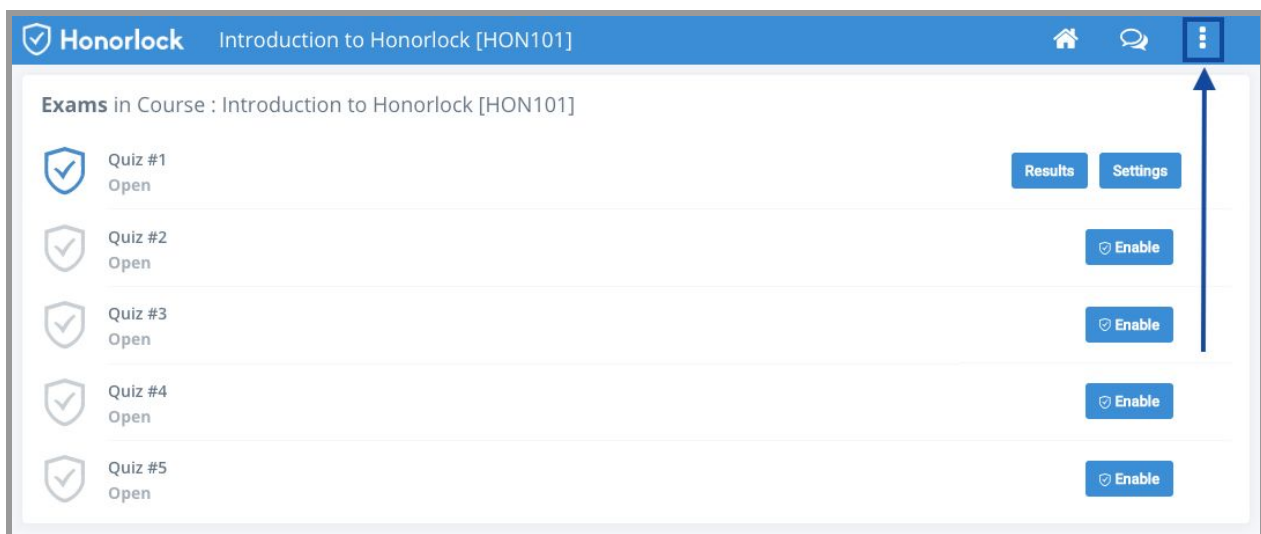 Honorlock Introduction to Honorlock [HON101]
Exams in Course : Introduction to Honorlock [HON101]
Quiz #1
Open
Results Settings
Quiz #2
Open
Enable
Quiz #3
Open
Enable
Quiz #4
Open
Enable
Quiz #5
Open
Enable